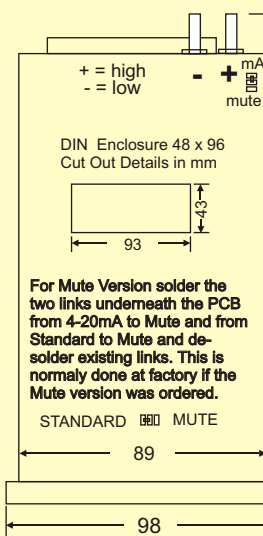 + = high
- = low
- +
mA
mute
DIN Enclosure 48 x 96
Cut Out Details in mm
43
93
For Mute Version solder the
two links underneath the PCB
from 4-20mA to Mute and from
Standard to Mute and de-
solder existing links. This is
normaly done at factory if the
Mute version was ordered.
STANDARD MUTE
89
98